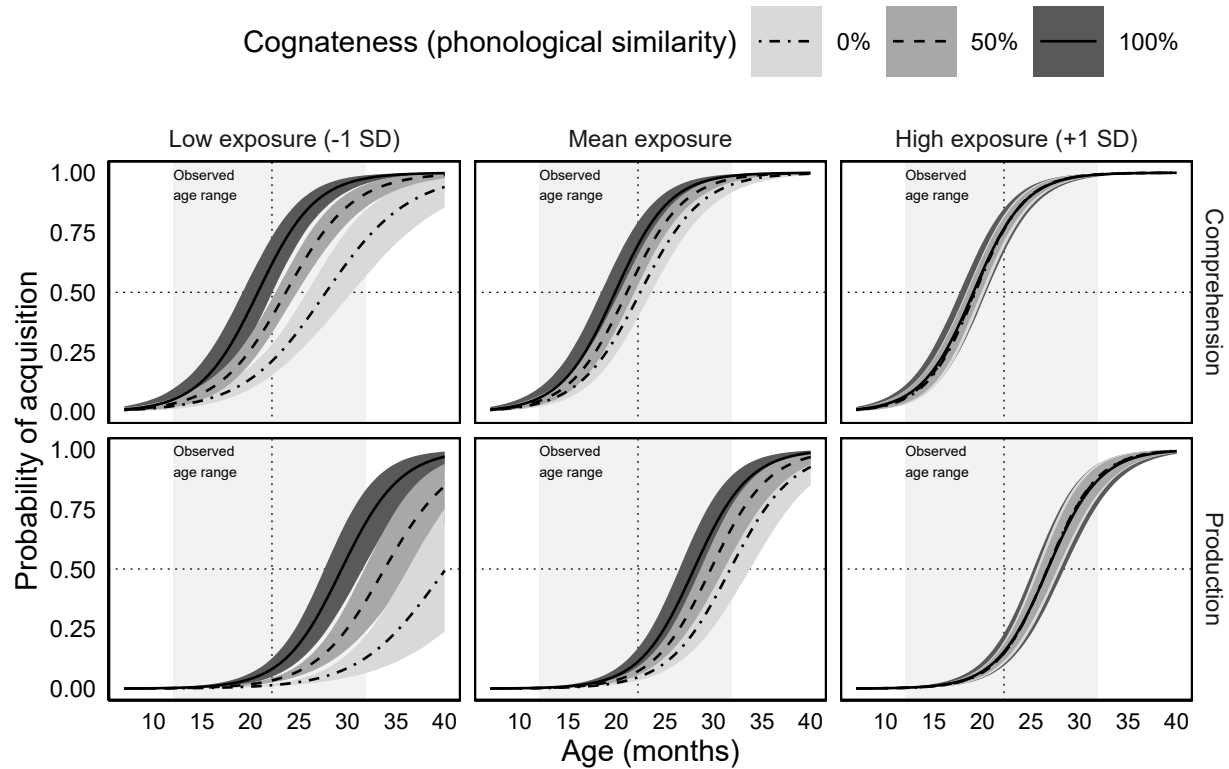 Cognateness (phonological similarity) 0% 50% 100%
Low exposure (-1 SD) Mean exposure High exposure (+1 SD)
Probability of acquisition
1.00
0.75
0.50
0.25
0.00
Observed
age range
Observed
age range
Observed
age range
Comprehension
1.00
0.75
0.50
0.25
0.00
Observed
age range
Observed
age range
Observed
age range
Production
10 15 20 25 30 35 40 10 15 20 25 30 35 40 10 15 20 25 30 35 40
Age (months)